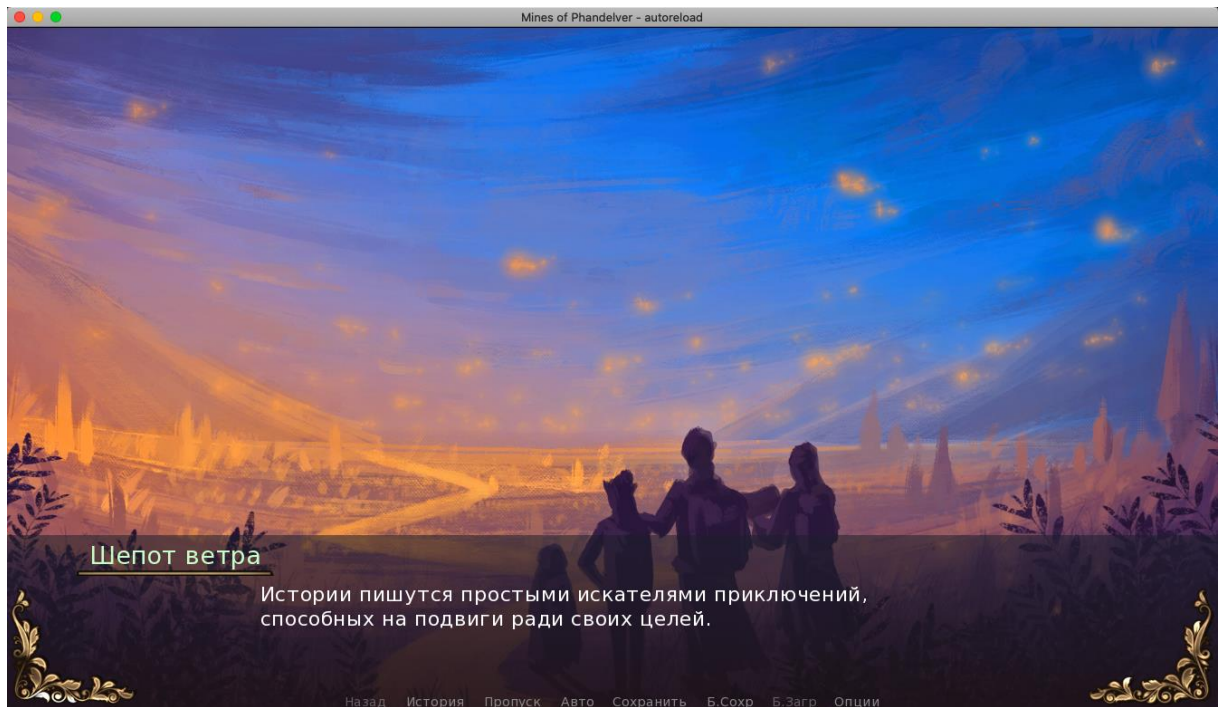 Mines of Phandelver - autoreload
Шепот ветра
Истории пишутся простыми искателями приключений,
способных на подвиги ради своих целей.
Назад История Пропуск Авто Сохранить Б.Сохр Б.Загр Опции